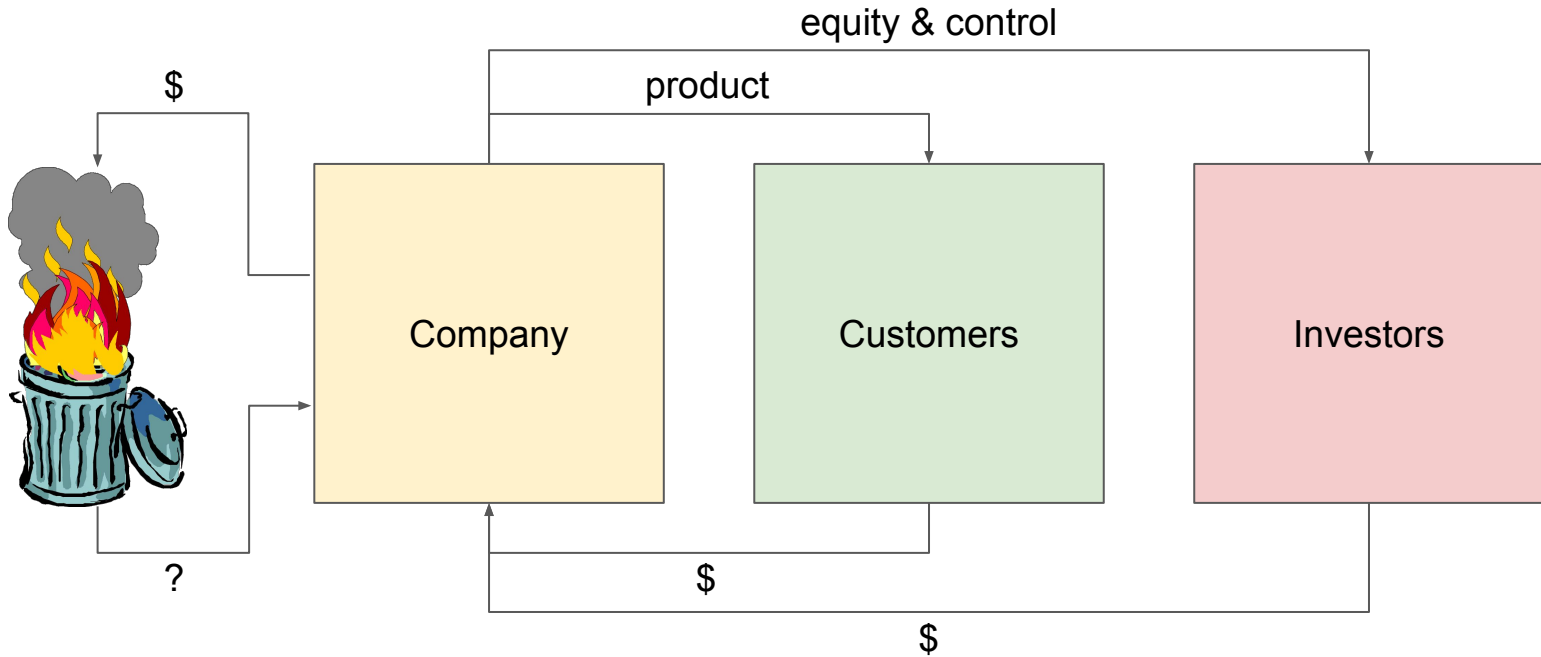 equity & control
$
product
Company
Customers
Investors
?
$
$